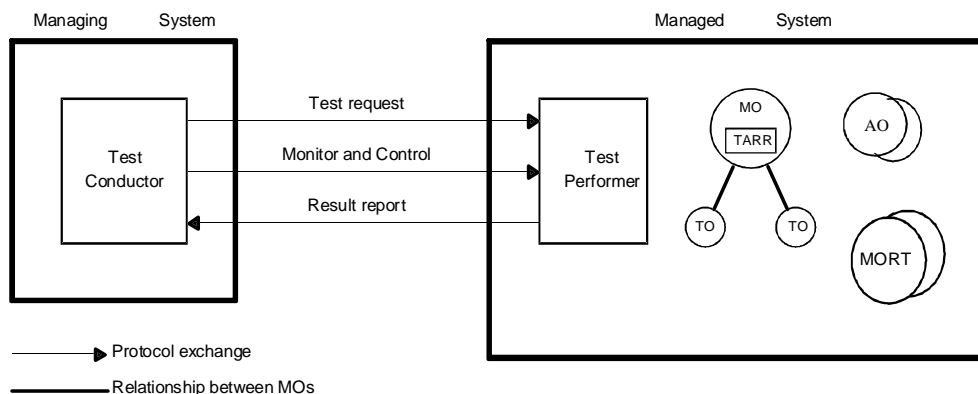 Managing System
Managed System
Test request
Monitor and Control
Result report
Test
Conductor
Test
Performer
MO
TARR
TO
TO
AO
MORT
Protocol exchange
Relationship between MOs